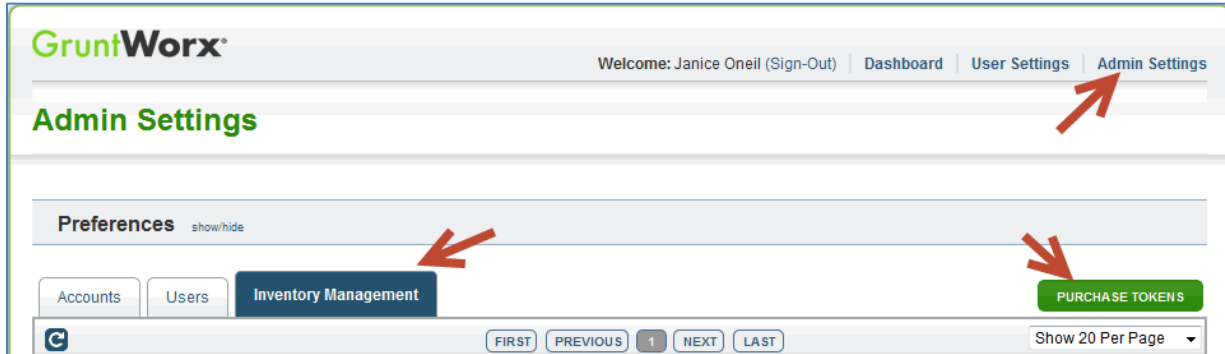 GruntWorx
Welcome: Janice Oneil (Sign-Out) Dashboard User Settings Admin Settings
Admin Settings
Preferences show/hide
Accounts Users Inventory Management PURCHASE TOKENS
FIRST PREVIOUS 1 NEXT LAST Show 20 Per Page